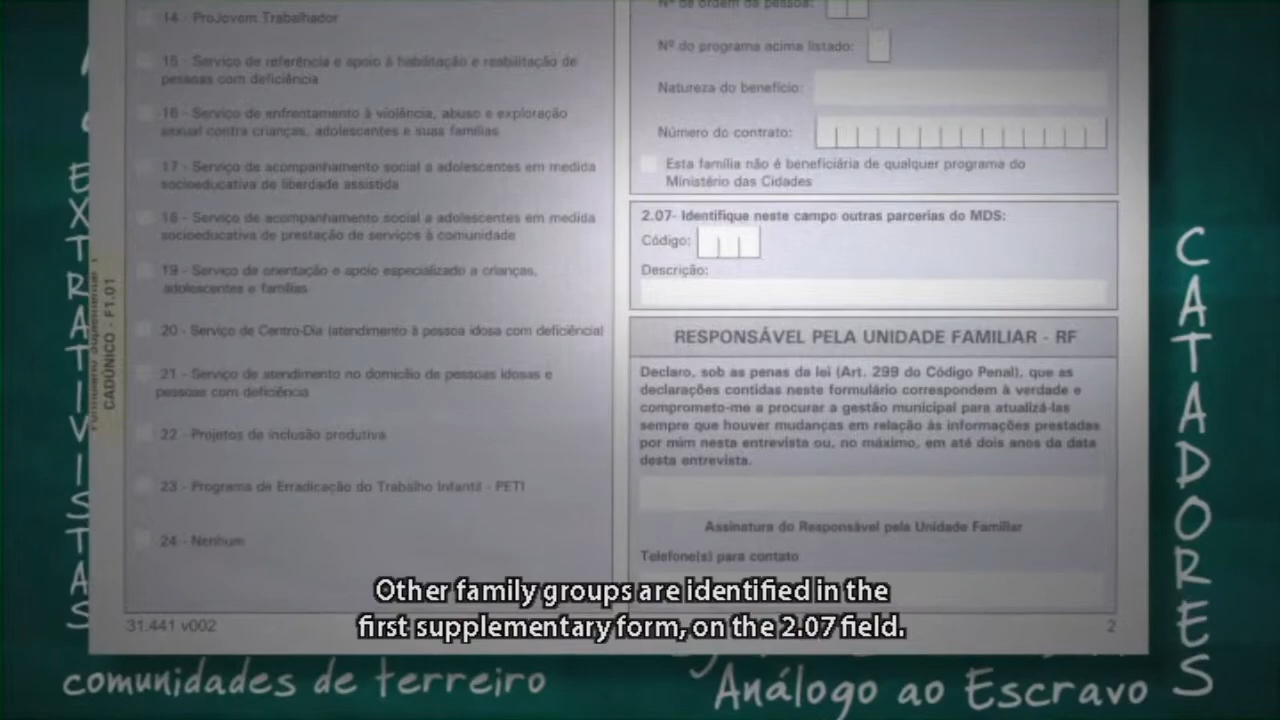 14 - ProJovem Trabalhador
15 - Serviço de referência e apoio à habilitação e reabilitação de
pessoas com deficiência
16 - Serviço de enfrentamento à violência, abuso e exploração
sexual contra crianças, adolescentes e suas famílias
17 - Serviço de acompanhamento social a adolescentes em medida
socioeducativa de liberdade assistida
18 - Serviço de acompanhamento social a adolescentes em medida
socioeducativa de prestação de serviços à comunidade
19 - Serviço de orientação e apoio especializado a crianças,
adolescentes e famílias
20 - Serviço de Centro-Dia (atendimento à pessoa idosa com deficiência)
21 - Serviço de atendimento no domicílio de pessoas idosas e
pessoas com deficiência
22 - Projetos de inclusão produtiva
23 - Programa de Erradicação do Trabalho Infantil - PETI
24 - Nenhum
31.441 v002
Nº de ordem da pessoa:
Nº do programa acima listado:
Natureza do benefício:
Número do contrato:
Esta família não é beneficiária de qualquer programa do
Ministério das Cidades
2.07- Identifique neste campo outras parcerias do MDS:
Código:
Descrição:
RESPONSÁVEL PELA UNIDADE FAMILIAR - RF
Declaro, sob as penas da lei (Art. 299 do Código Penal), que as
declarações contidas neste formulário correspondem à verdade e
comprometo-me a procurar a gestão municipal para atualizá-las
sempre que houver mudanças em relação às informações prestadas
por mim nesta entrevista ou, no máximo, em até dois anos da data
desta entrevista.
Assinatura do Responsável pela Unidade Familiar
Telefone(s) para contato
2
Formulário Suplementar 1
CADÚNICO - F1.01
EXTRATIVISTAS
CATADORES
comunidades de terreiro
Análogo ao Escravo
Other family groups are identified in the
first supplementary form, on the 2.07 field.